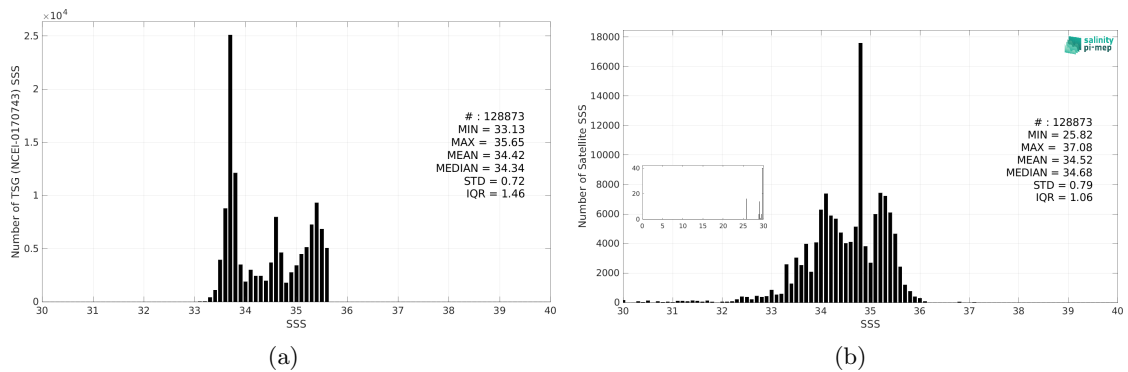 ×10⁴
2.5
2
1.5
1
0.5
0
Number of TSG (NCEI-0170743) SSS
# : 128873
MIN = 33.13
MAX = 35.65
MEAN = 34.42
MEDIAN = 34.34
STD = 0.72
IQR = 1.46
30 31 32 33 34 35 36 37 38 39 40
SSS
(a)
18000
16000
14000
12000
10000
8000
6000
4000
2000
0
Number of Satellite SSS
salinity
pi-mep
# : 128873
MIN = 25.82
MAX = 37.08
MEAN = 34.52
MEDIAN = 34.68
STD = 0.79
IQR = 1.06
40
20
0
0 5 10 15 20 25 30
30 31 32 33 34 35 36 37 38 39 40
SSS
(b)